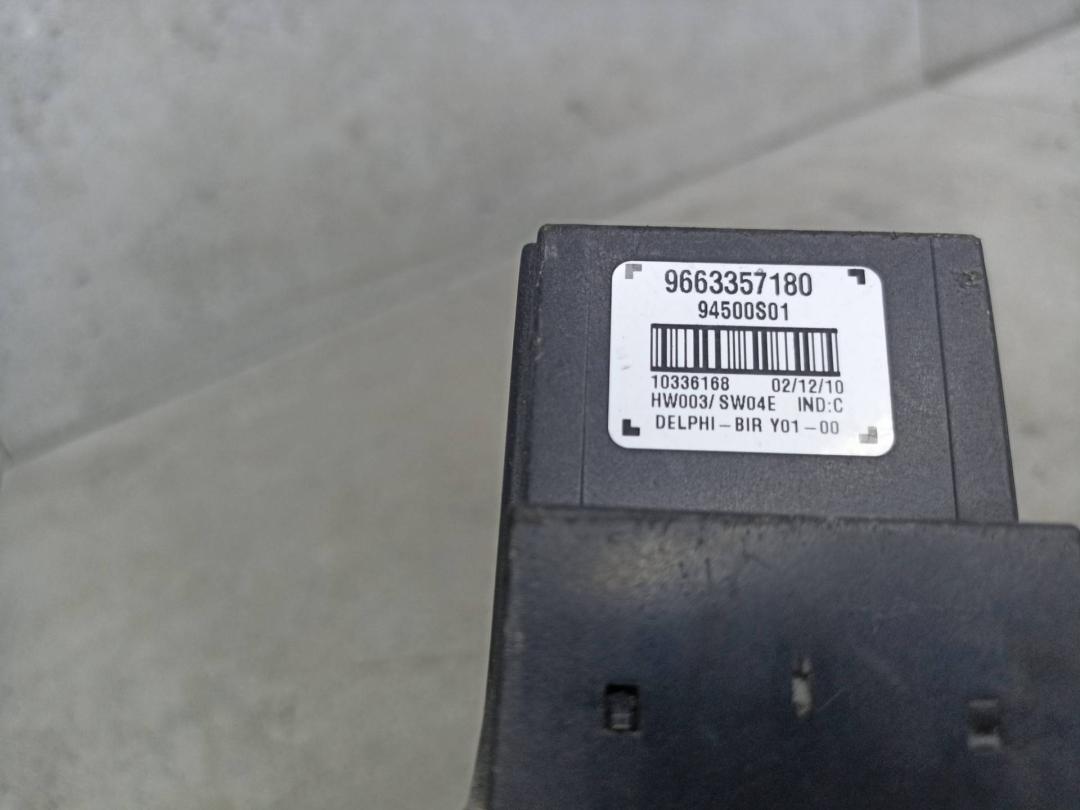 9663357180
94500S01
10336168 02/12/10
HW003/ SW04E IND:C
DELPHI-BIR Y01-00